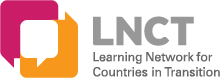 LNCT
Learning Network for
Countries in Transition